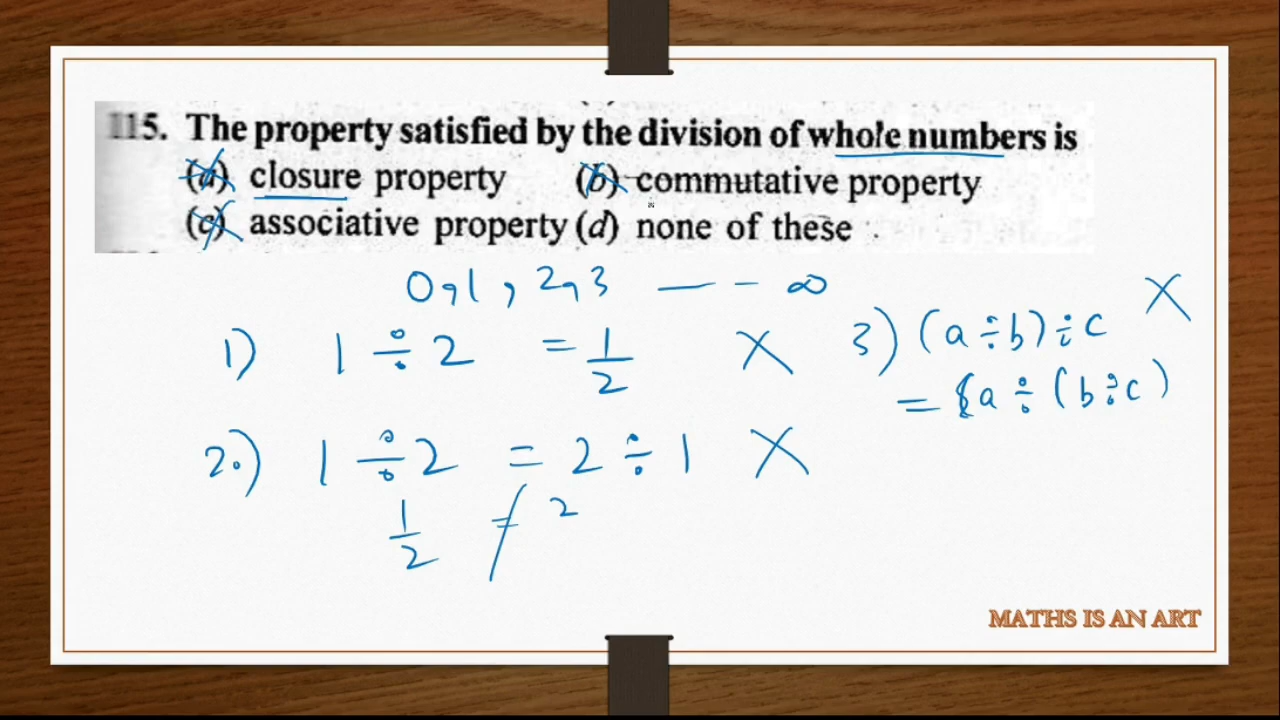 115. The property satisfied by the division of whole numbers is
(a) closure property (b) commutative property
(c) associative property (d) none of these
0,1, 2,3 — - ∞
1) 1 ÷ 2 = 1/2 X
3) (a÷b)÷c X
= {a ÷ (b÷c)
2.) 1 ÷ 2 = 2 ÷ 1 X
1/2 ≠ 2
MATHS IS AN ART